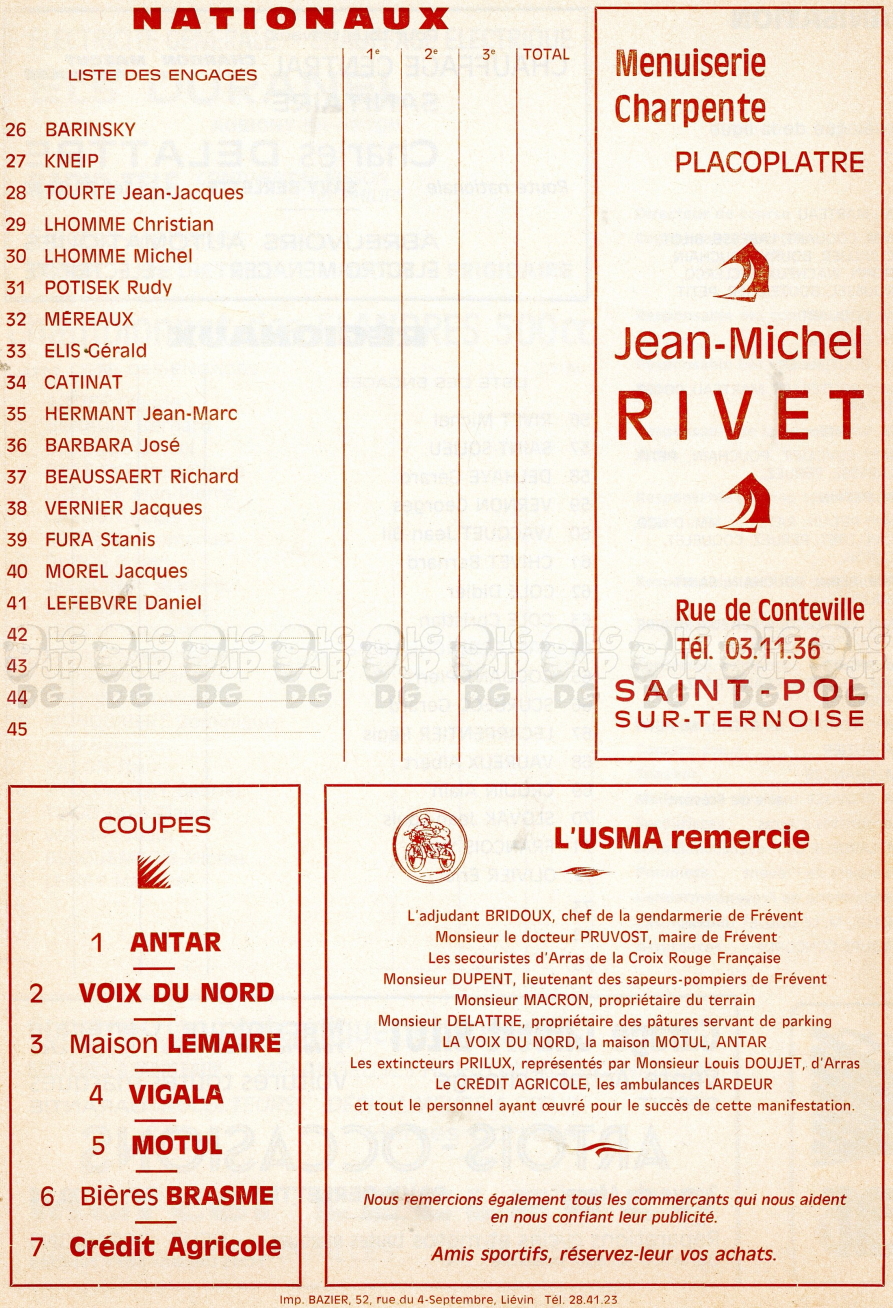 NATIONAUX
1e 2e 3e TOTAL
LISTE DES ENGAGES
26 BARINSKY
27 KNEIP
28 TOURTE Jean-Jacques
29 LHOMME Christian
30 LHOMME Michel
31 POTISEK Rudy
32 MÉREAUX
33 ELIS Gérald
34 CATINAT
35 HERMANT Jean-Marc
36 BARBARA José
37 BEAUSSAERT Richard
38 VERNIER Jacques
39 FURA Stanis
40 MOREL Jacques
41 LEFEBVRE Daniel
42
43
44
45
Menuiserie
Charpente
PLACOPLATRE
Jean-Michel
RIVET
Rue de Conteville
Tél. 03.11.36
SAINT-POL
SUR-TERNOISE
COUPES
1 ANTAR
2 VOIX DU NORD
3 Maison LEMAIRE
4 VIGALA
5 MOTUL
6 Bières BRASME
7 Crédit Agricole
L'USMA remercie
L'adjudant BRIDOUX, chef de la gendarmerie de Frévent
Monsieur le docteur PRUVOST, maire de Frévent
Les secouristes d'Arras de la Croix Rouge Française
Monsieur DUPENT, lieutenant des sapeurs-pompiers de Frévent
Monsieur MACRON, propriétaire du terrain
Monsieur DELATTRE, propriétaire des pâtures servant de parking
LA VOIX DU NORD, la maison MOTUL, ANTAR
Les extincteurs PRILUX, représentés par Monsieur Louis DOUJET, d'Arras
Le CRÉDIT AGRICOLE, les ambulances LARDEUR
et tout le personnel ayant œuvré pour le succès de cette manifestation.
Nous remercions également tous les commerçants qui nous aident
en nous confiant leur publicité.
Amis sportifs, réservez-leur vos achats.
Imp. BAZIER, 52, rue du 4-Septembre, Liévin Tél. 28.41.23